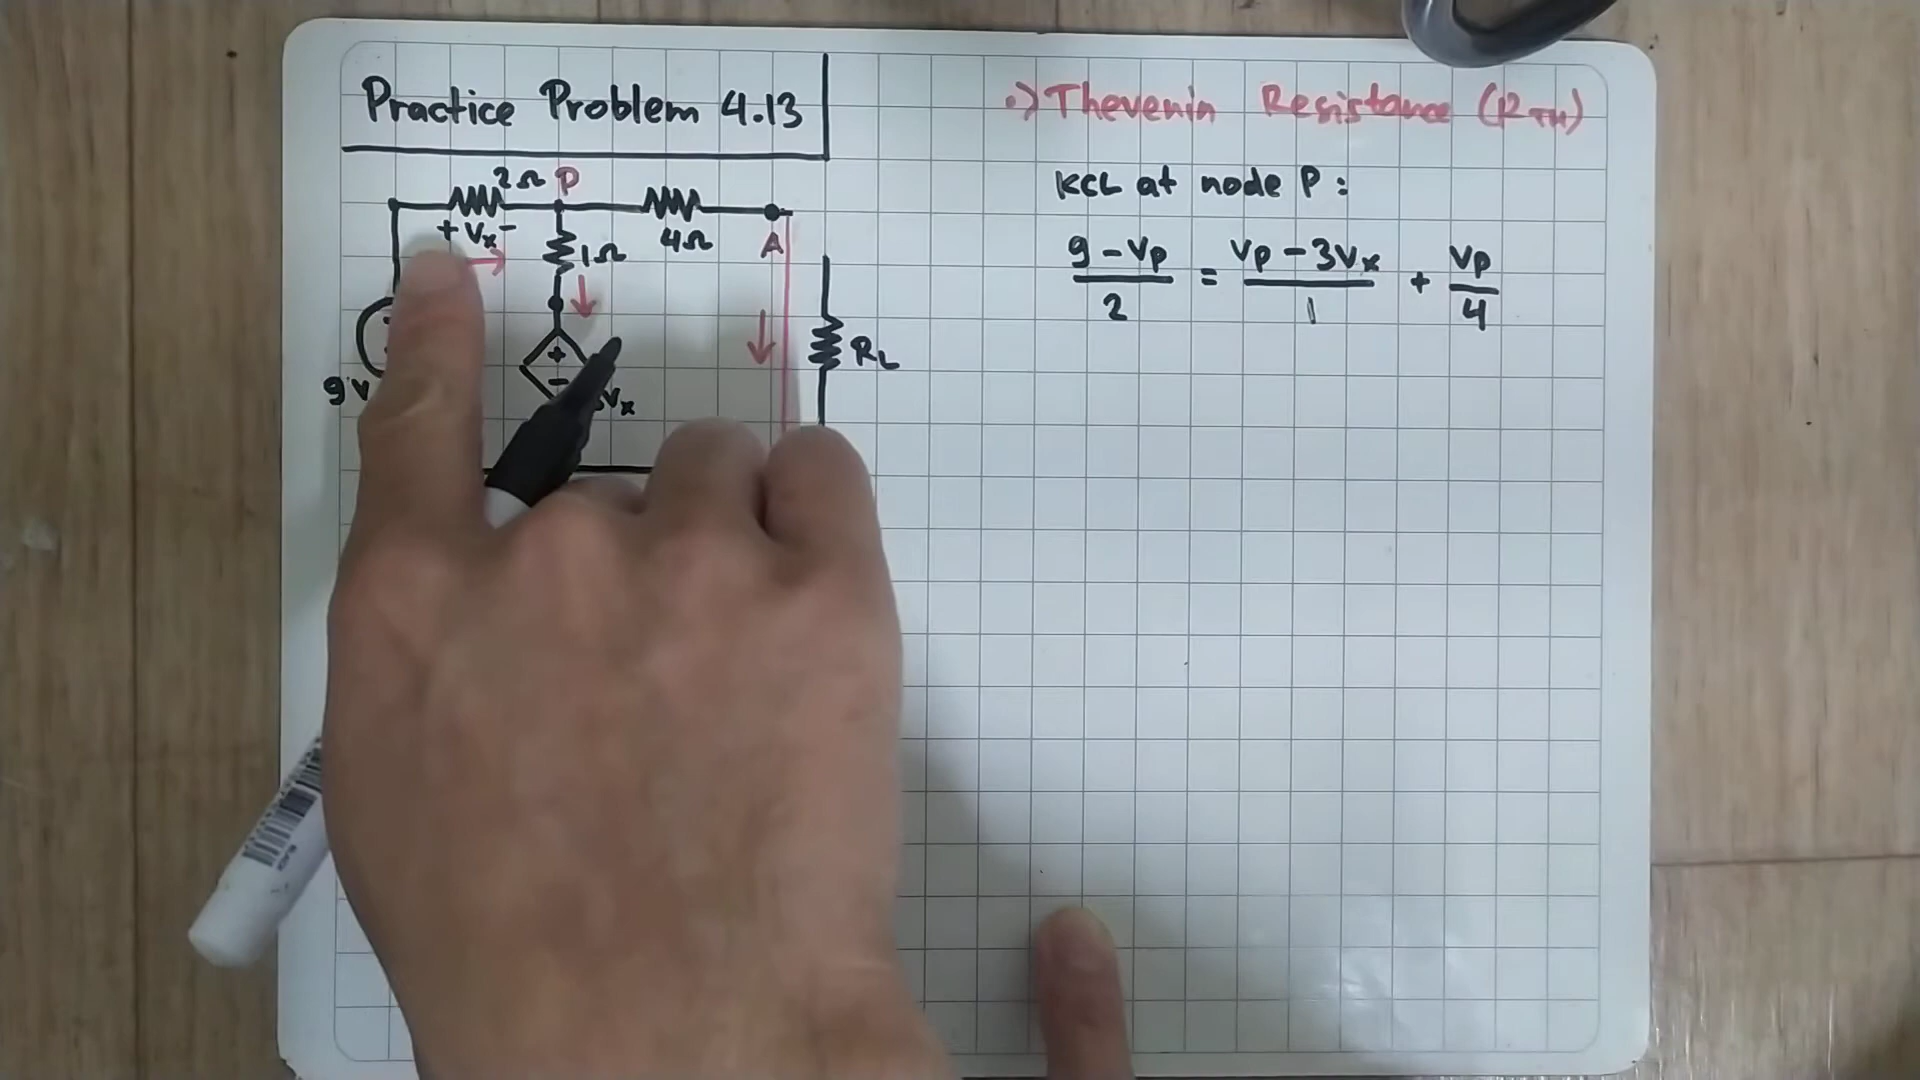 Practice Problem 4.13
2Ω P
+ Vx -
1Ω
4Ω
A
+
-
9V
Vx
RL
•) Thevenin Resistance (RTH)
KCL at node P :
9 - Vp / 2 = Vp - 3Vx / 1 + Vp / 4
BLACK